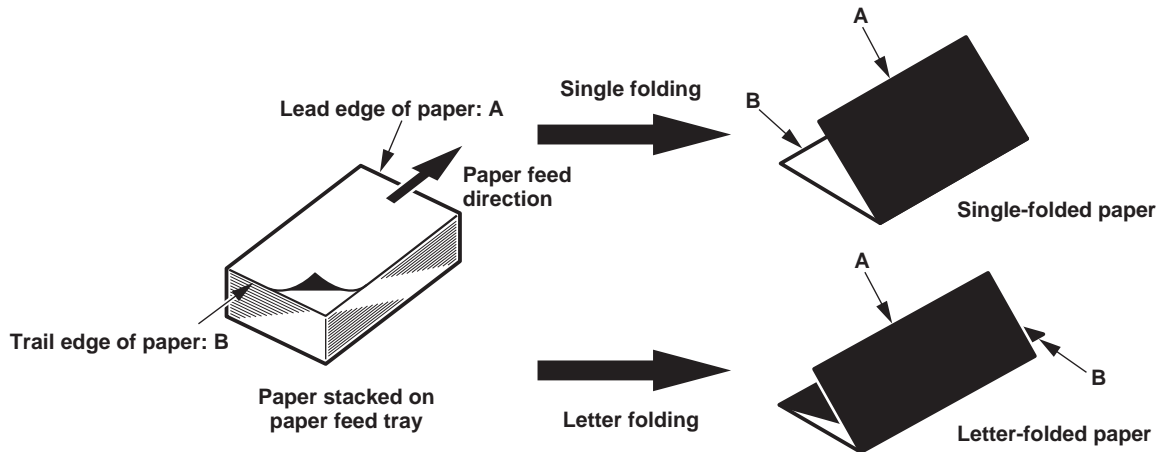 A
Single folding
B
Lead edge of paper: A
Paper feed
direction
Single-folded paper
A
Trail edge of paper: B
B
Paper stacked on
paper feed tray
Letter folding
Letter-folded paper